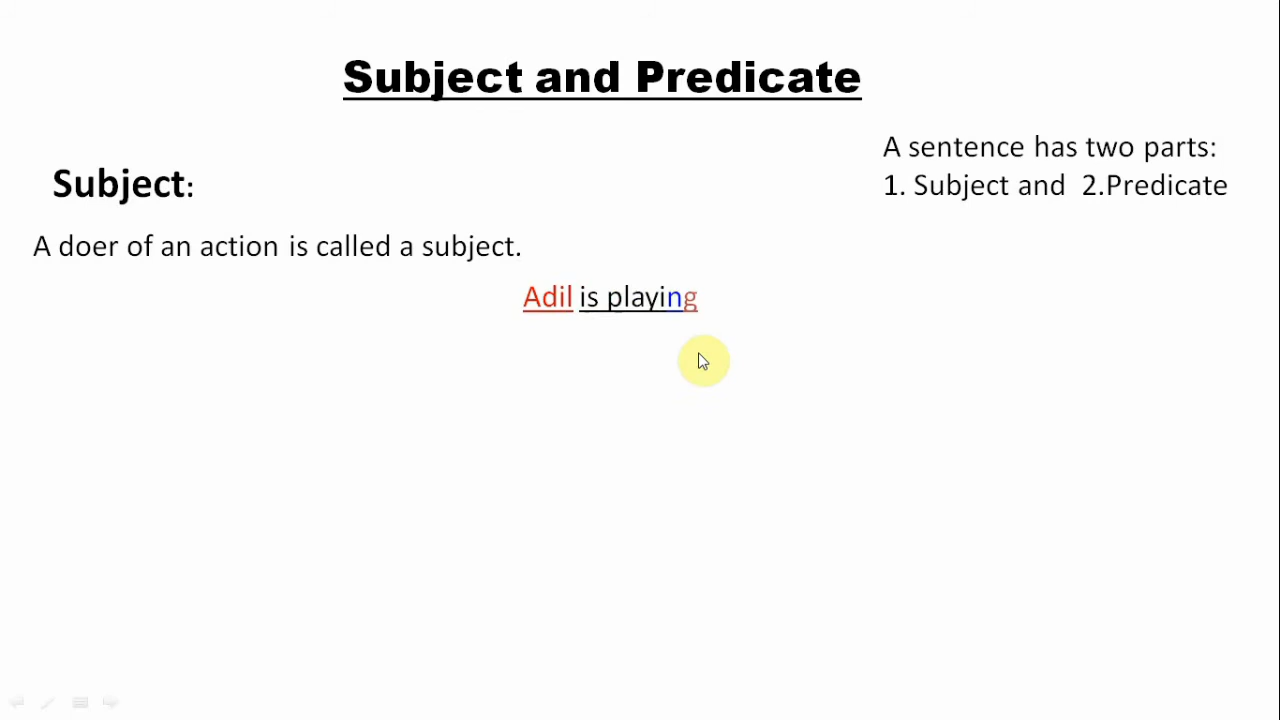 Subject and Predicate
A sentence has two parts:
1. Subject and 2.Predicate
Subject:
A doer of an action is called a subject.
Adil is playing